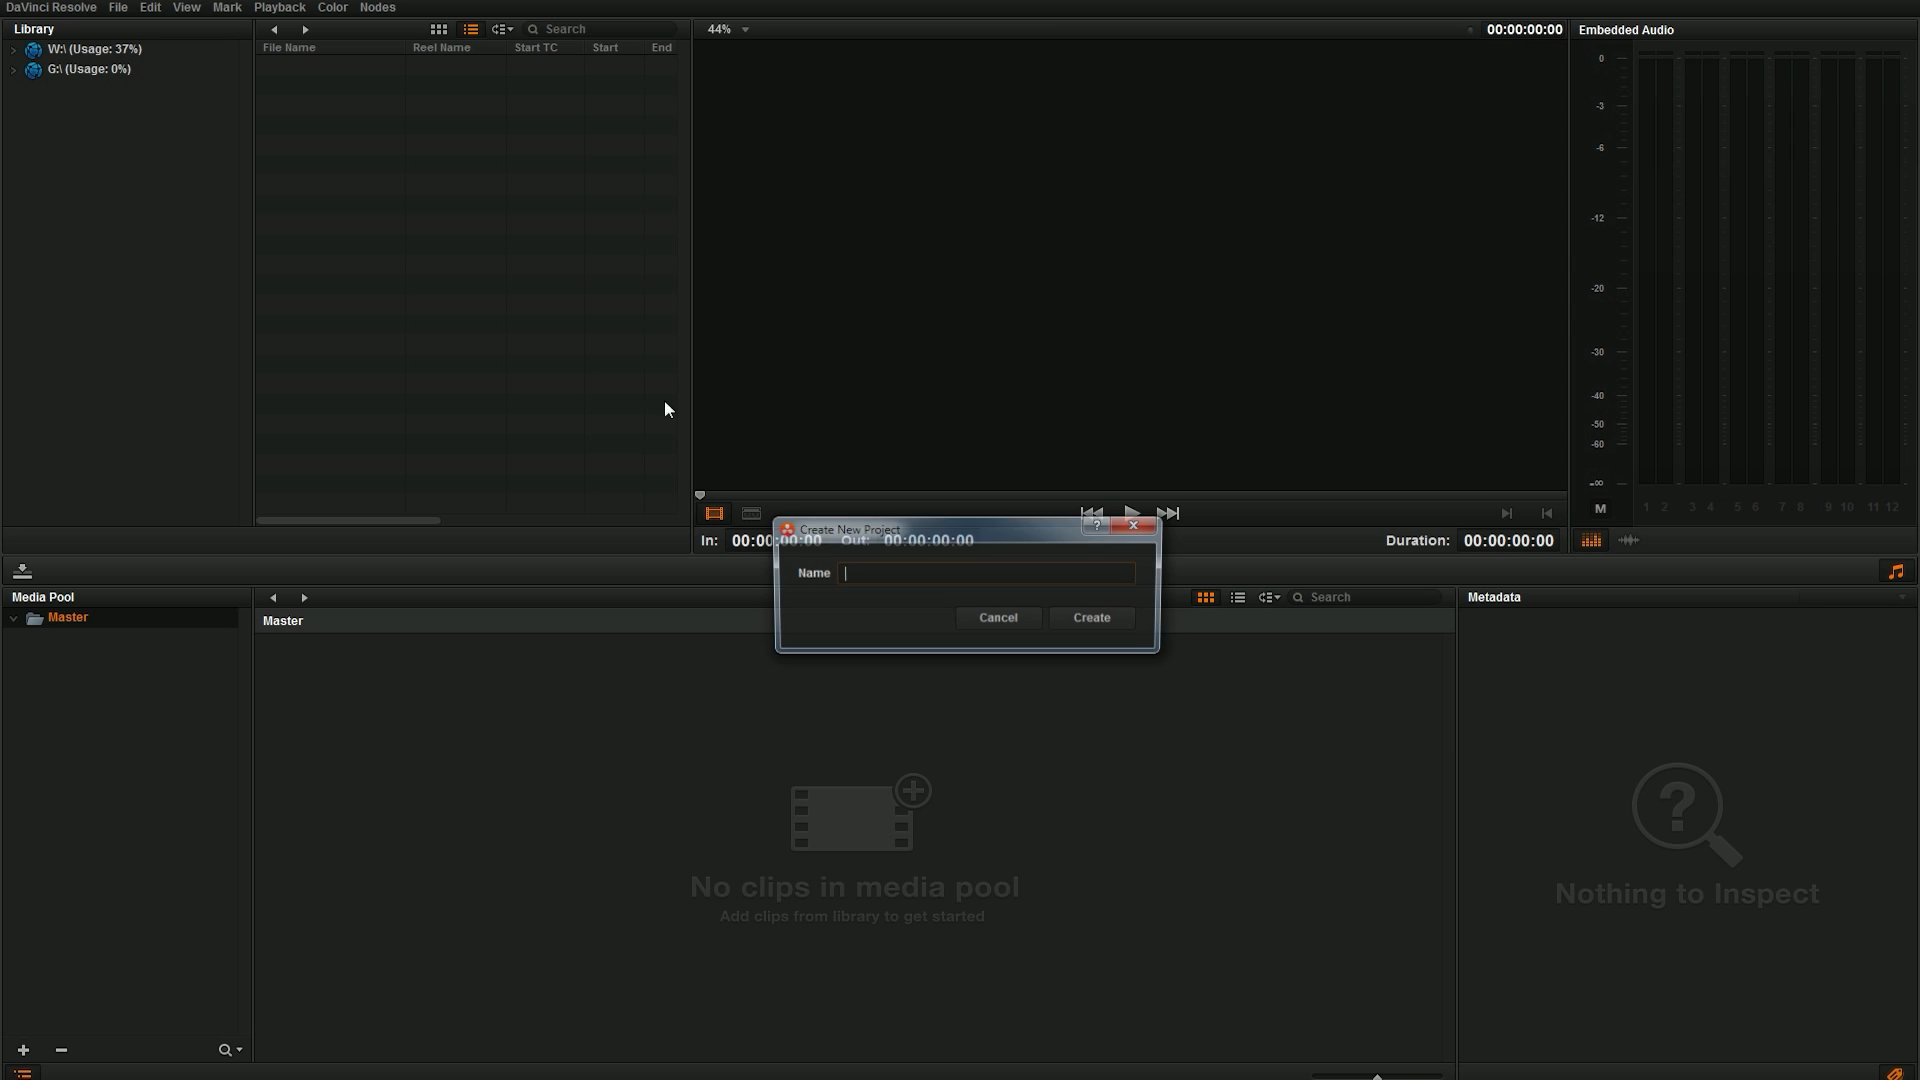 DaVinci Resolve File Edit View Mark Playback Color Nodes
Library
W:\ (Usage: 37%)
G:\ (Usage: 0%)
Search
File Name Reel Name Start TC Start End
44%
00:00:00:00
Embedded Audio
0
-3
-6
-12
-20
-30
-40
-50
-60
-∞
M 1 2 3 4 5 6 7 8 9 10 11 12
In: 00:00:00:00 Out: 00:00:00:00
Duration: 00:00:00:00
Create New Project
Name
Cancel Create
Media Pool
Master
Search
Master
Metadata
No clips in media pool
Add clips from library to get started
Nothing to Inspect